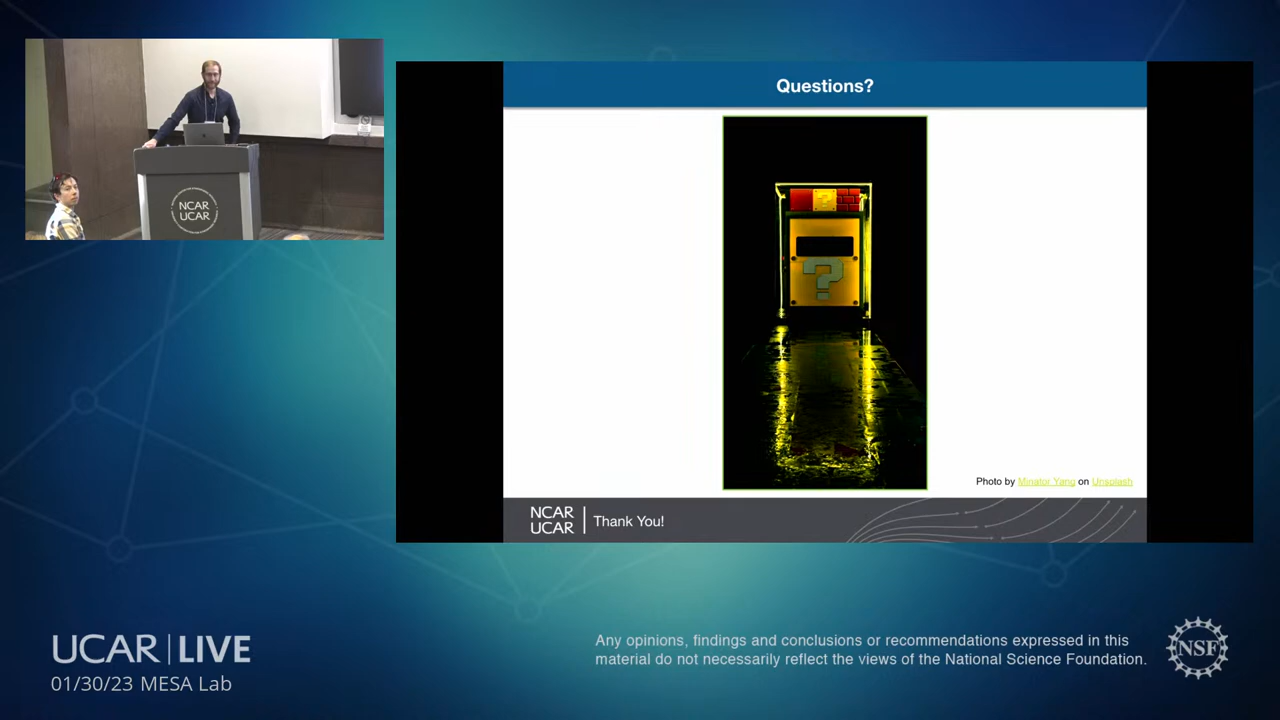 Questions?
?
?
Photo by Minator Yang on Unsplash
NCAR
UCAR
Thank You!
NCAR
UCAR
UCAR | LIVE
01/30/23 MESA Lab
Any opinions, findings and conclusions or recommendations expressed in this
material do not necessarily reflect the views of the National Science Foundation.
NSF